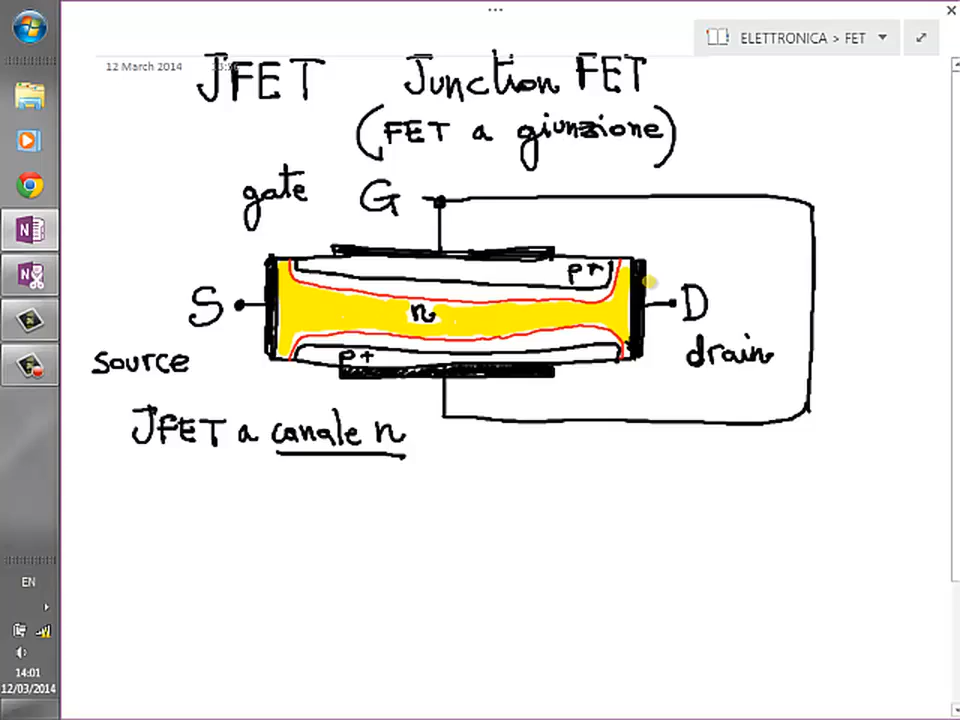 ELETTRONICA > FET
12 March 2014
JFET Junction FET
(FET a giunzione)
gate G
p+
n
S D
p+
source drain
JFET a canale n
EN
14:01
12/03/2014